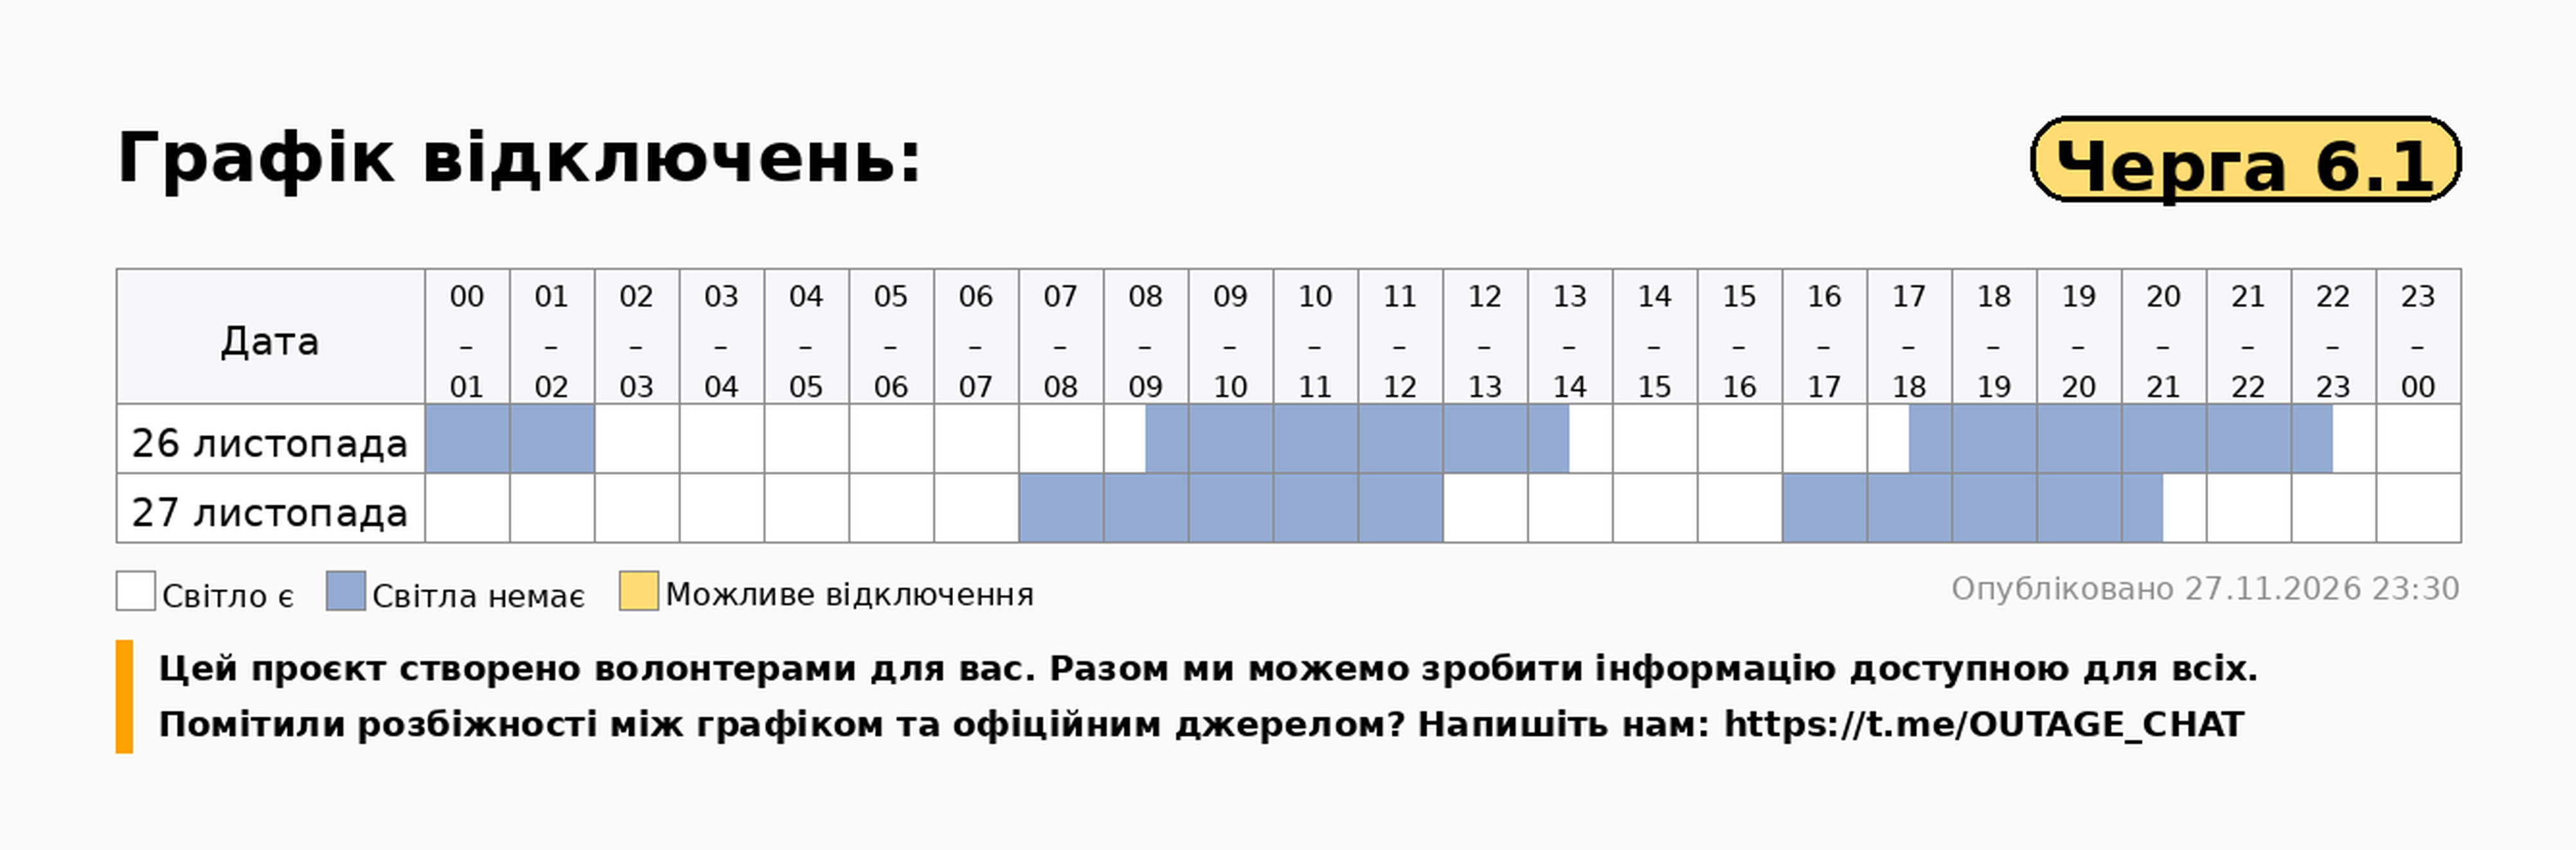 Графік відключень:
Черга 6.1
Дата 00 – 01 01 – 02 02 – 03 03 – 04 04 – 05 05 – 06 06 – 07 07 – 08 08 – 09 09 – 10 10 – 11 11 – 12 12 – 13 13 – 14 14 – 15 15 – 16 16 – 17 17 – 18 18 – 19 19 – 20 20 – 21 21 – 22 22 – 23 23 – 00
26 листопада
27 листопада
Світло є Світла немає Можливе відключення
Опубліковано 27.11.2026 23:30
Цей проєкт створено волонтерами для вас. Разом ми можемо зробити інформацію доступною для всіх.
Помітили розбіжності між графіком та офіційним джерелом? Напишіть нам: https://t.me/OUTAGE_CHAT